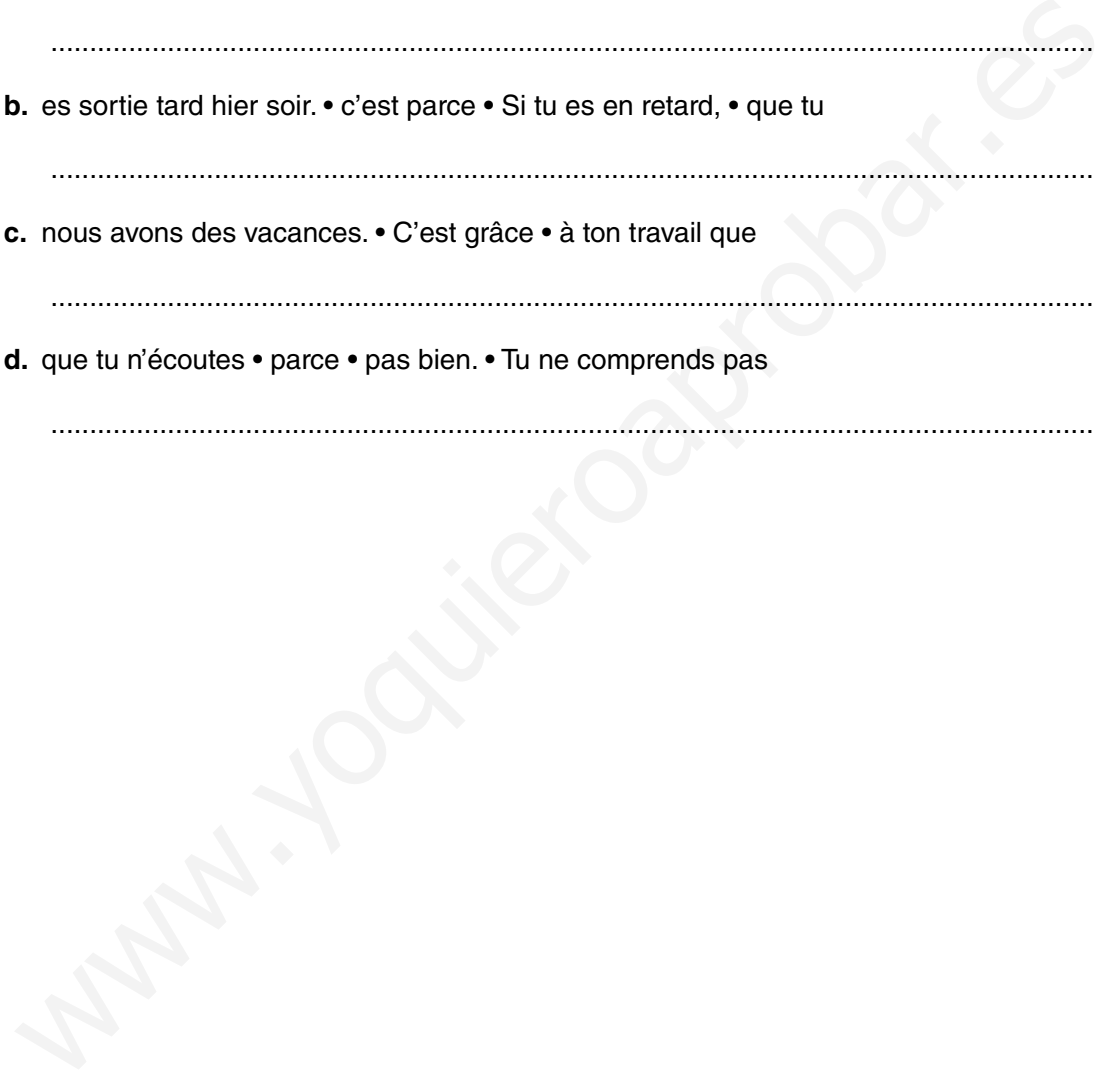 ........................................................................................................................................
b. es sortie tard hier soir. • c'est parce • Si tu es en retard, • que tu
........................................................................................................................................
c. nous avons des vacances. • C'est grâce • à ton travail que
........................................................................................................................................
d. que tu n'écoutes • parce • pas bien. • Tu ne comprends pas
........................................................................................................................................
www.yoquieroaprobar.es